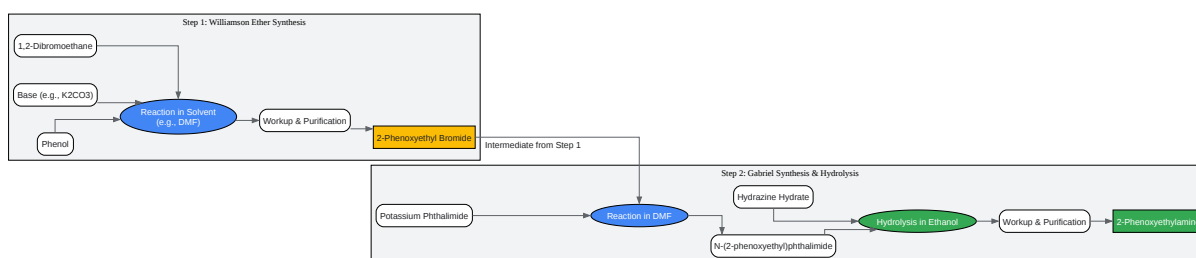 Step 1: Williamson Ether Synthesis
1,2-Dibromoethane
Base (e.g., K2CO3)
Reaction in Solvent
(e.g., DMF)
Workup & Purification
Phenol
2-Phenoxyethyl Bromide
Intermediate from Step 1
Step 2: Gabriel Synthesis & Hydrolysis
Potassium Phthalimide
Reaction in DMF
Hydrazine Hydrate
N-(2-phenoxyethyl)phthalimide
Hydrolysis in Ethanol
Workup & Purification
2-Phenoxyethylamin